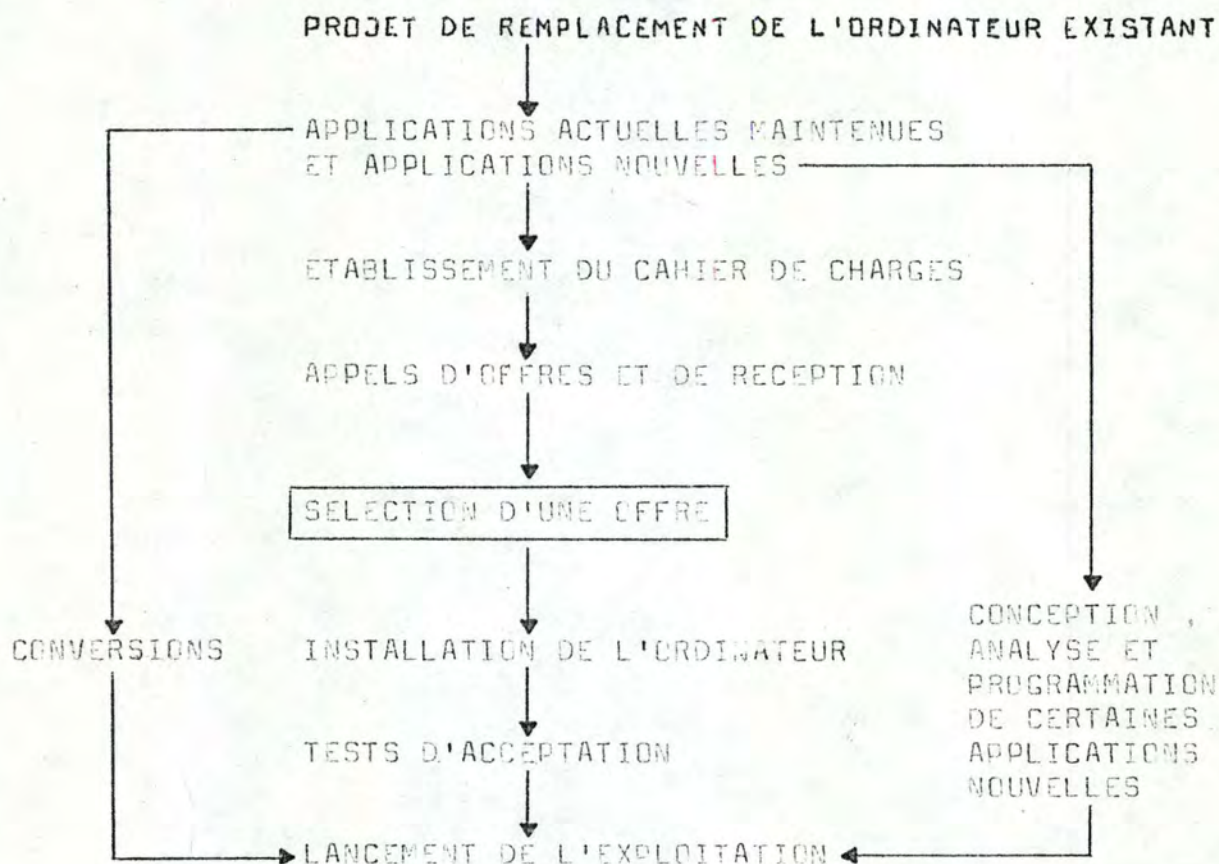 PROJET DE REMPLACEMENT DE L'ORDINATEUR EXISTANT
APPLICATIONS ACTUELLES MAINTENUES
ET APPLICATIONS NOUVELLES
ETABLISSEMENT DU CAHIER DE CHARGES
APPELS D'OFFRES ET DE RECEPTION
SELECTION D'UNE OFFRE
CONVERSIONS
INSTALLATION DE L'ORDINATEUR
CONCEPTION ,
ANALYSE ET
PROGRAMMATION
DE CERTAINES
APPLICATIONS
NOUVELLES
TESTS D'ACCEPTATION
LANCEMENT DE L'EXPLOITATION